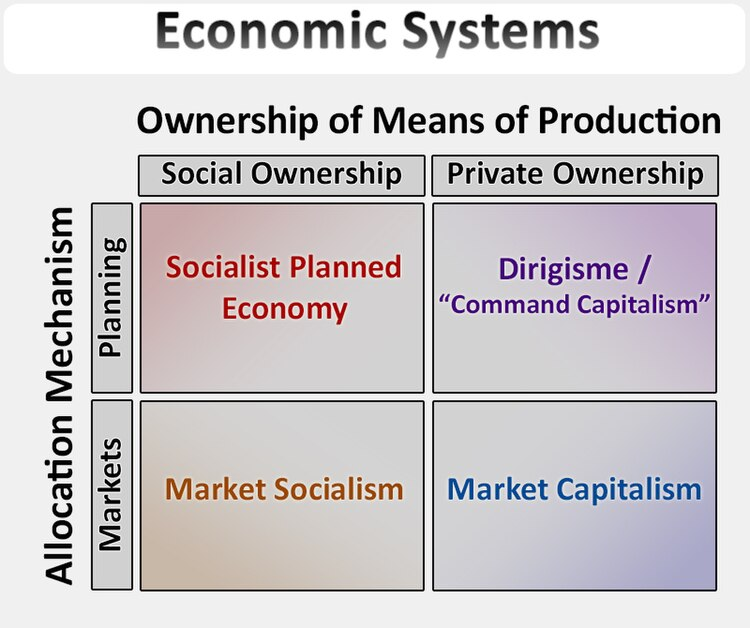 Economic Systems
Ownership of Means of Production
Social Ownership
Private Ownership
Allocation Mechanism
Planning
Socialist Planned
Economy
Dirigisme /
“Command Capitalism”
Markets
Market Socialism
Market Capitalism